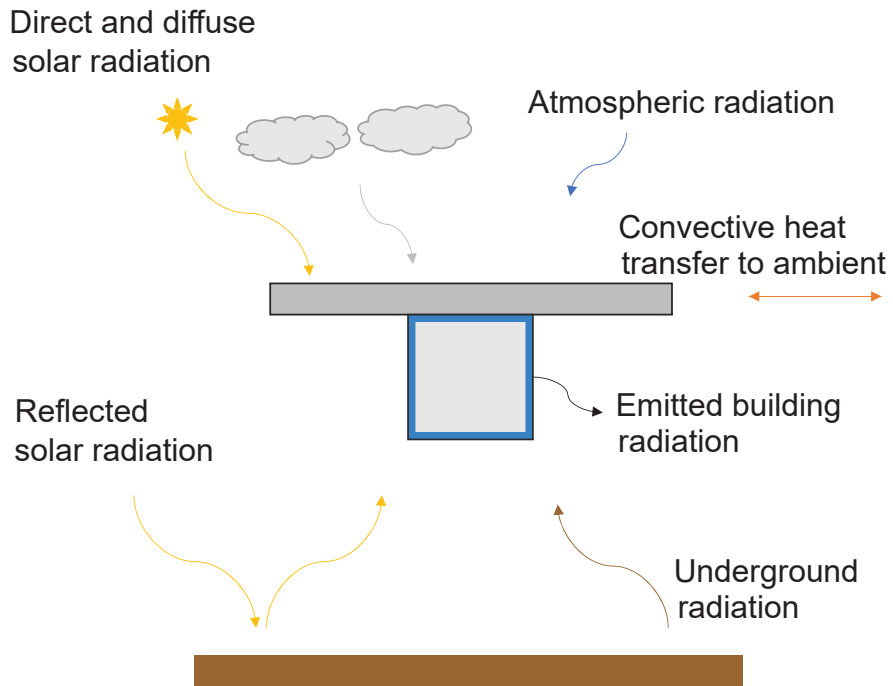 Direct and diffuse
solar radiation
Atmospheric radiation
Convective heat
transfer to ambient
Reflected
solar radiation
Emitted building
radiation
Underground
radiation